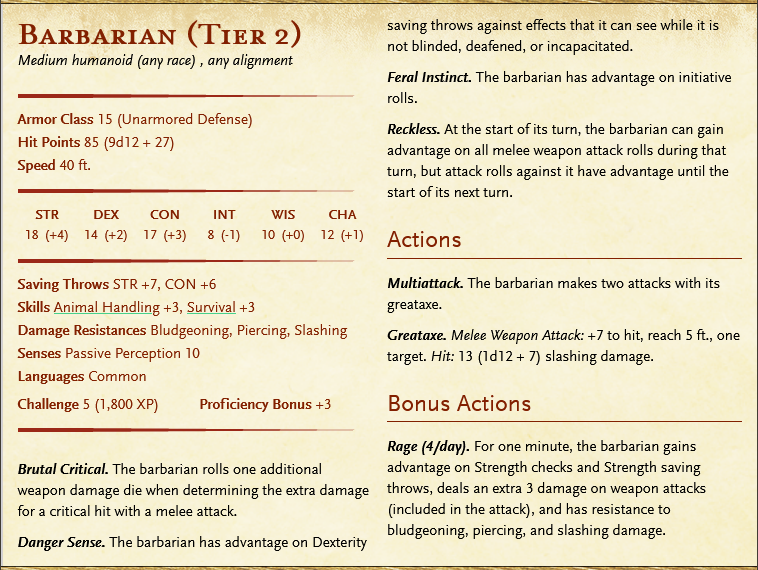 Barbarian (Tier 2)
Medium humanoid (any race) , any alignment
Armor Class 15 (Unarmored Defense)
Hit Points 85 (9d12 + 27)
Speed 40 ft.
STR DEX CON INT WIS CHA
18 (+4) 14 (+2) 17 (+3) 8 (-1) 10 (+0) 12 (+1)
Saving Throws STR +7, CON +6
Skills Animal Handling +3, Survival +3
Damage Resistances Bludgeoning, Piercing, Slashing
Senses Passive Perception 10
Languages Common
Challenge 5 (1,800 XP) Proficiency Bonus +3
Brutal Critical. The barbarian rolls one additional
weapon damage die when determining the extra damage
for a critical hit with a melee attack.
Danger Sense. The barbarian has advantage on Dexterity
saving throws against effects that it can see while it is
not blinded, deafened, or incapacitated.
Feral Instinct. The barbarian has advantage on initiative
rolls.
Reckless. At the start of its turn, the barbarian can gain
advantage on all melee weapon attack rolls during that
turn, but attack rolls against it have advantage until the
start of its next turn.
Actions
Multiattack. The barbarian makes two attacks with its
greataxe.
Greataxe. Melee Weapon Attack: +7 to hit, reach 5 ft., one
target. Hit: 13 (1d12 + 7) slashing damage.
Bonus Actions
Rage (4/day). For one minute, the barbarian gains
advantage on Strength checks and Strength saving
throws, deals an extra 3 damage on weapon attacks
(included in the attack), and has resistance to
bludgeoning, piercing, and slashing damage.